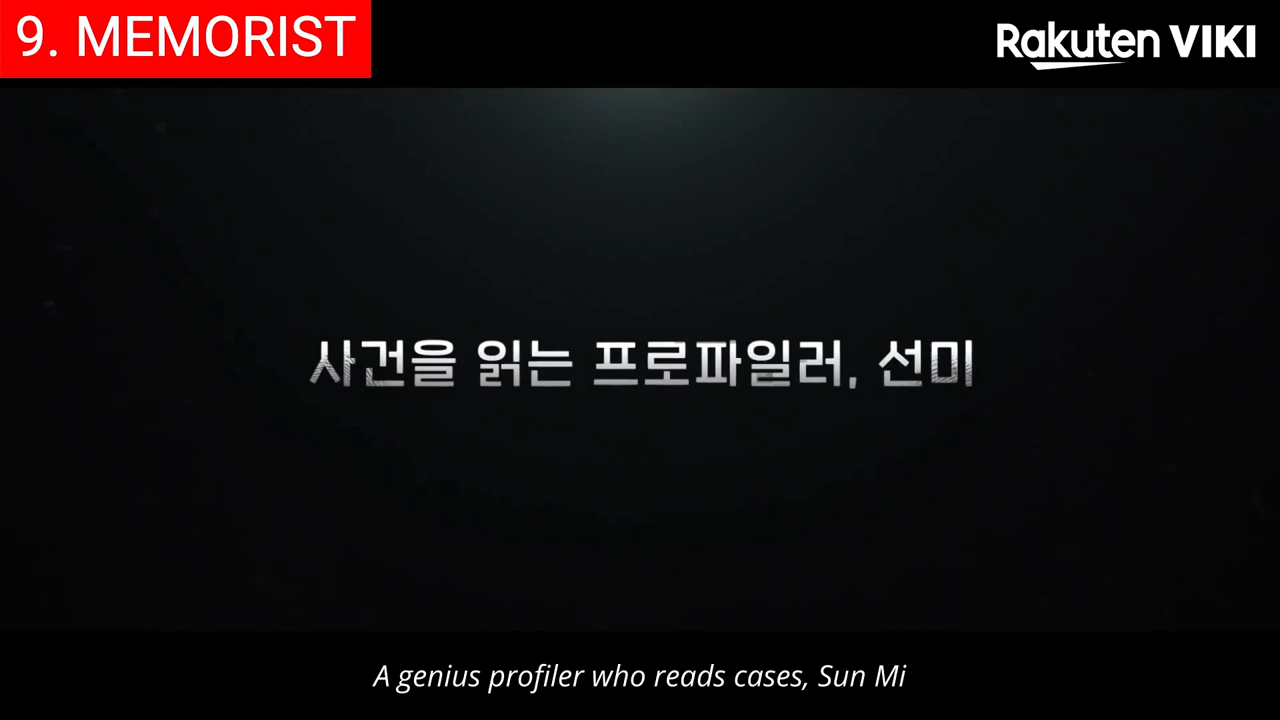 9. MEMORIST
Rakuten VIKI
사건을 읽는 프로파일러, 선미
A genius profiler who reads cases, Sun Mi